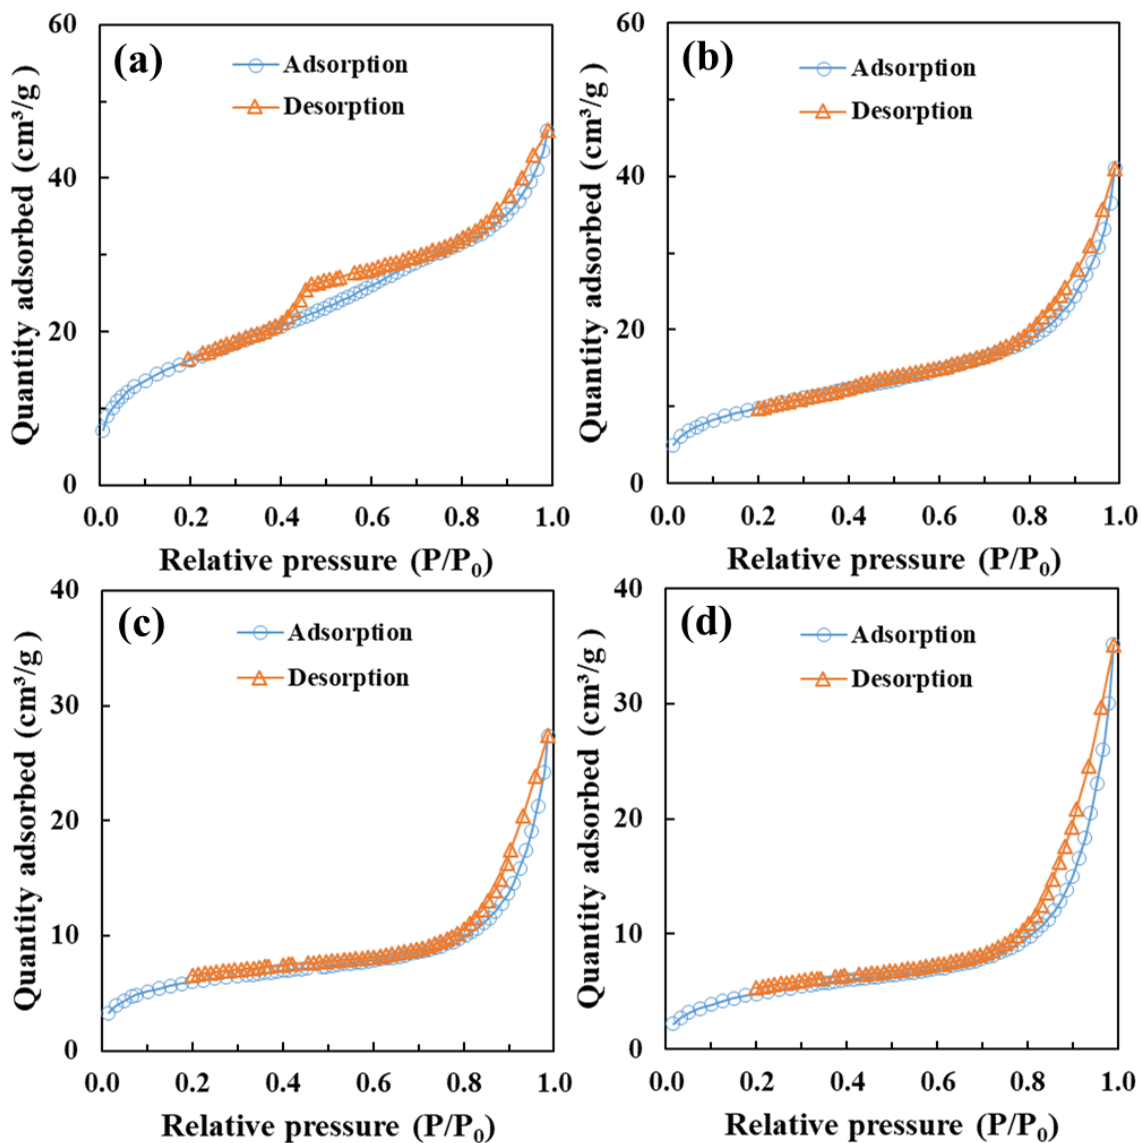 (a)
Adsorption
Desorption
Quantity adsorbed (cm³/g )
60
40
20
0
0.0 0.2 0.4 0.6 0.8 1.0
Relative pressure (P/P₀)
(b)
Adsorption
Desorption
Quantity adsorbed (cm³/g )
60
40
20
0
0.0 0.2 0.4 0.6 0.8 1.0
Relative pressure (P/P₀)
(c)
Adsorption
Desorption
Quantity adsorbed (cm³/g )
40
30
20
10
0
0.0 0.2 0.4 0.6 0.8 1.0
Relative pressure (P/P₀)
(d)
Adsorption
Desorption
Quantity adsorbed (cm³/g )
40
30
20
10
0
0.0 0.2 0.4 0.6 0.8 1.0
Relative pressure (P/P₀)